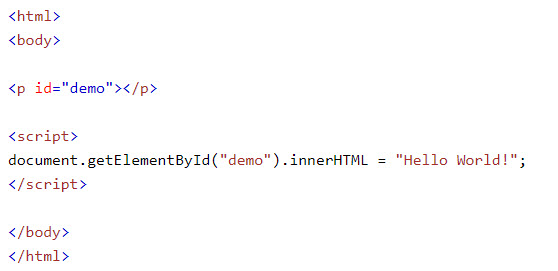 <html>
<body>
<p id="demo"></p>
<script>
document.getElementById("demo").innerHTML = "Hello World!";
</script>
</body>
</html>